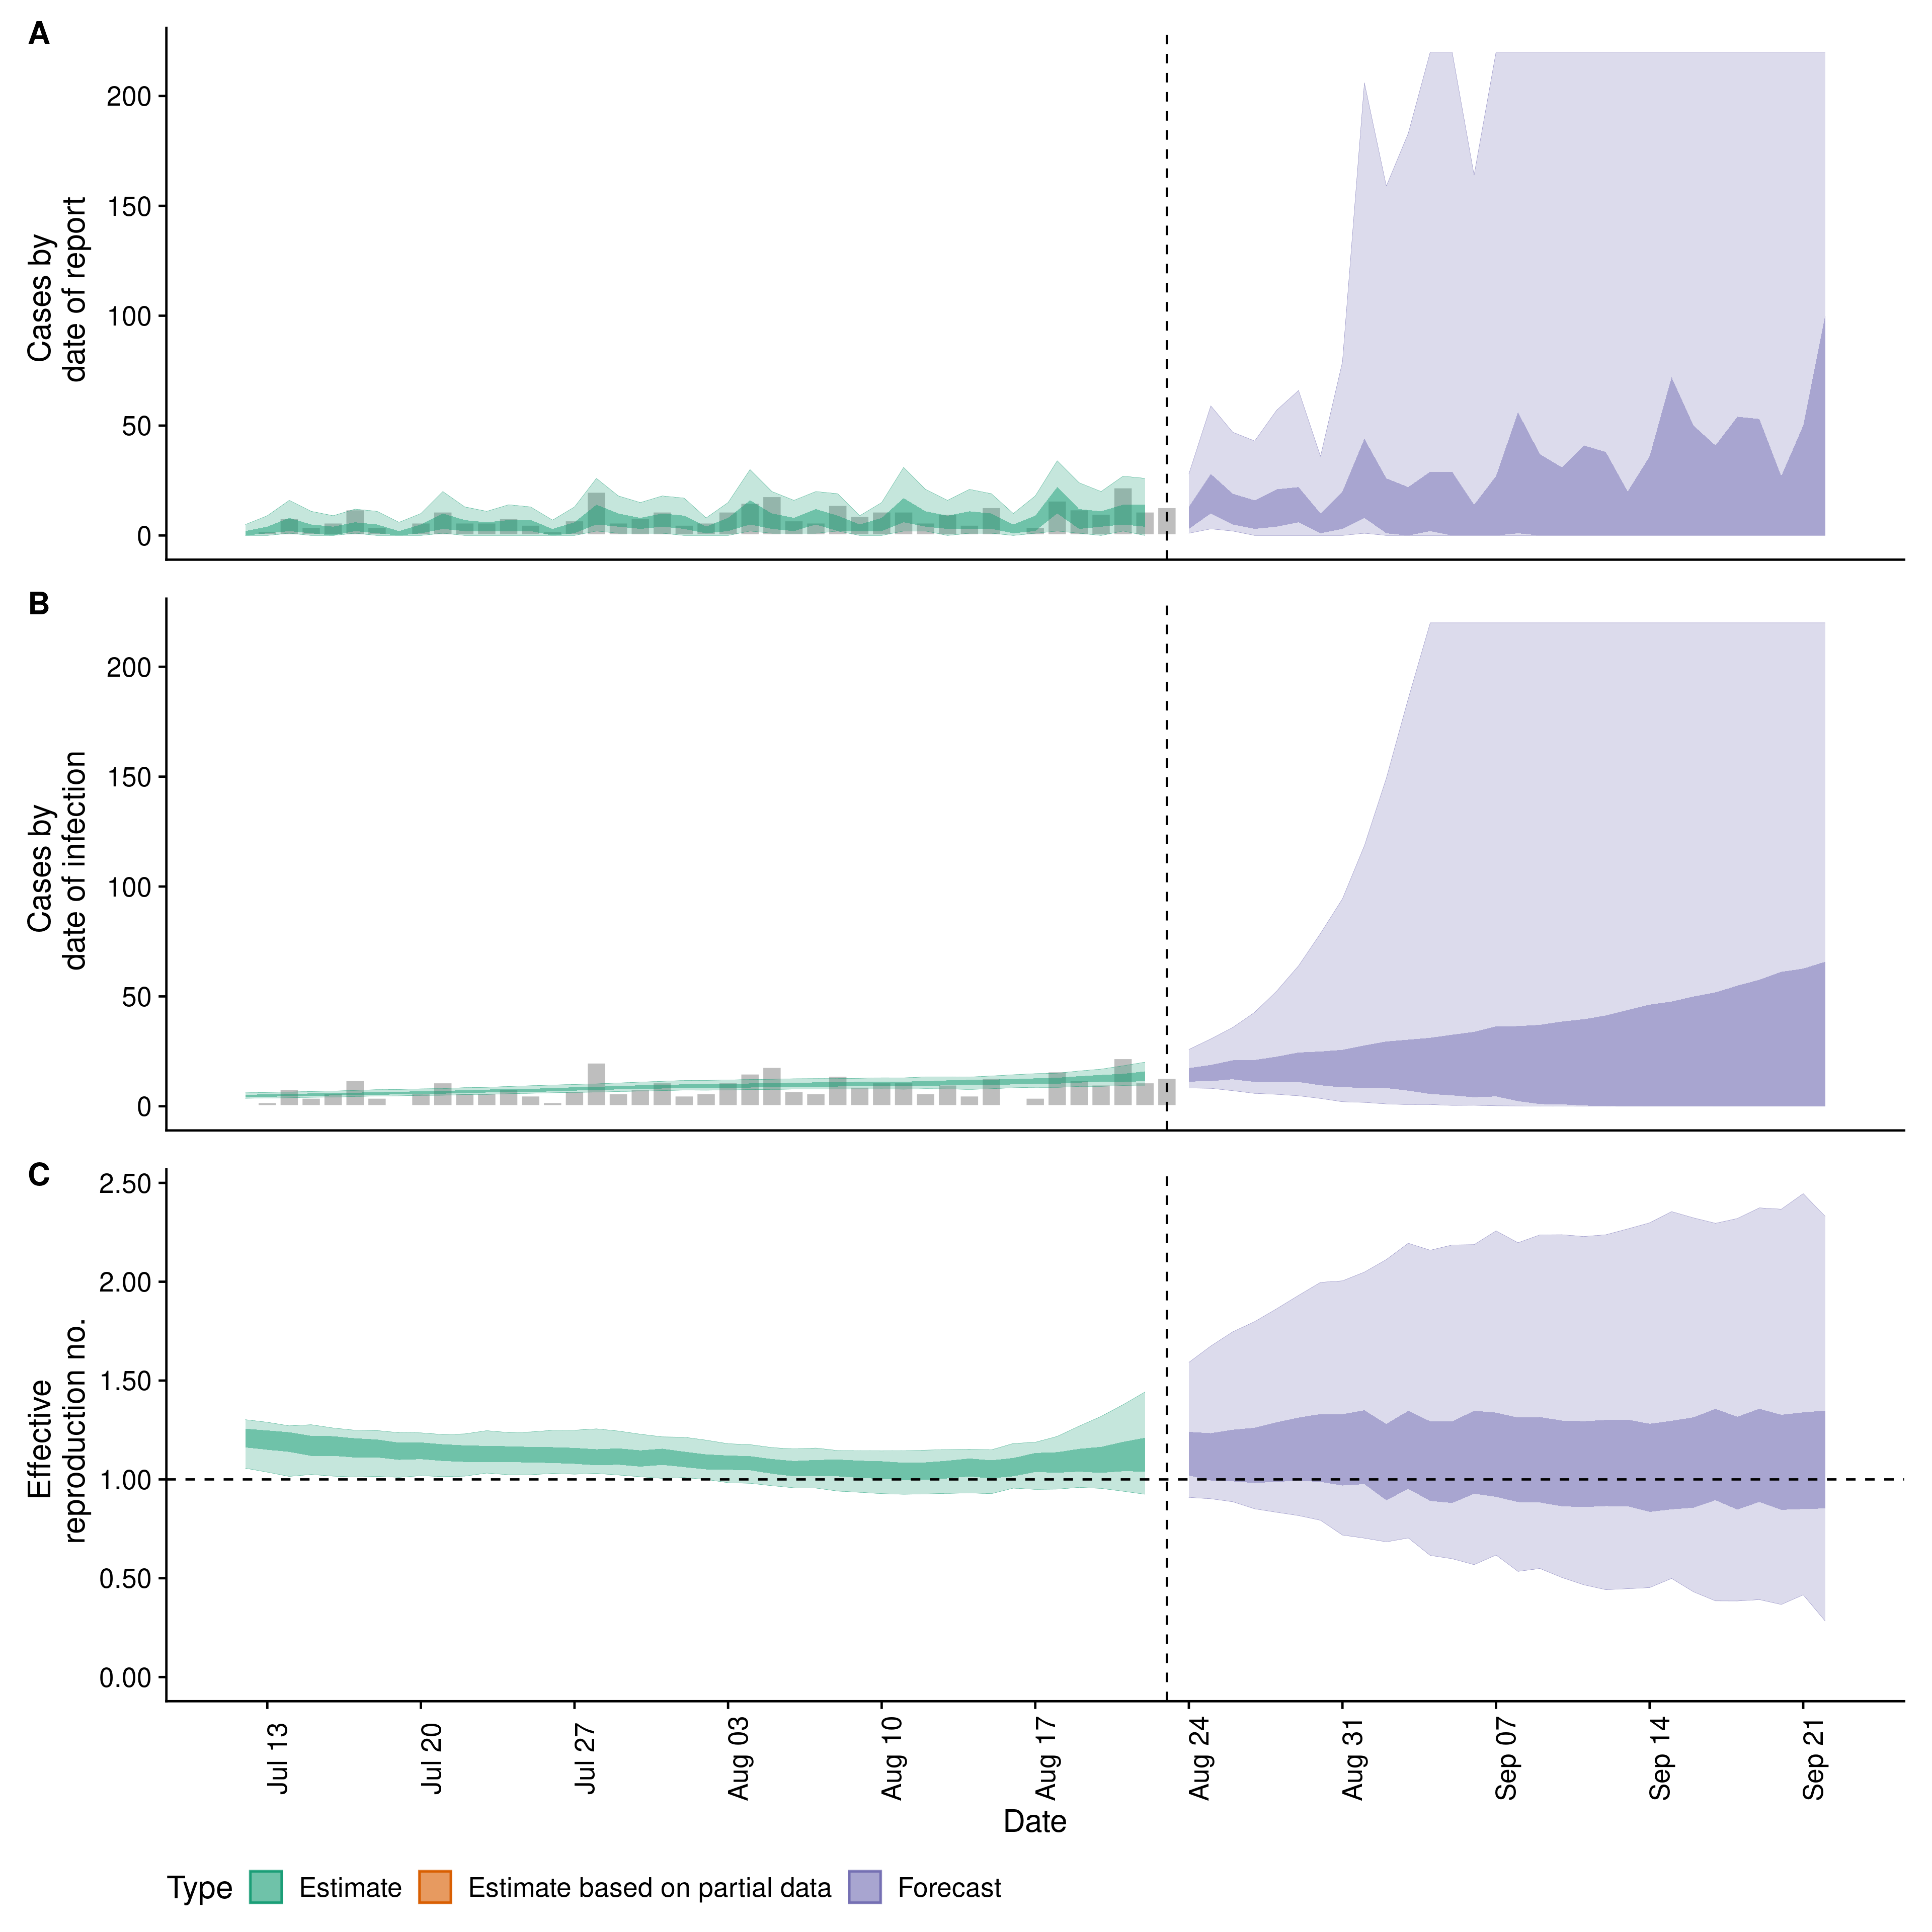 A
Cases by
date of report
200
150
100
50
0
B
Cases by
date of infection
200
150
100
50
0
C
Effective
reproduction no.
2.50
2.00
1.50
1.00
0.50
0.00
Jul 13
Jul 20
Jul 27
Aug 03
Aug 10
Aug 17
Aug 24
Aug 31
Sep 07
Sep 14
Sep 21
Date
Type Estimate Estimate based on partial data Forecast